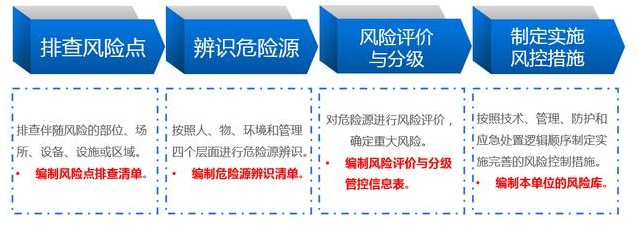 排查风险点
辨识危险源
风险评价
与分级
制定实施
风控措施
排查伴随风险的部位、场
所、设备、设施或区域。
• 编制风险点排查清单。
按照人、物、环境和管理
四个层面进行危险源辨识。
• 编制危险源辨识清单。
对危险源进行风险评价，
确定重大风险。
• 编制风险评价与分级
管控信息表。
按照技术、管理、防护和
应急处置逻辑顺序制定实
施完善的风险控制措施。
• 编制本单位的风险库。